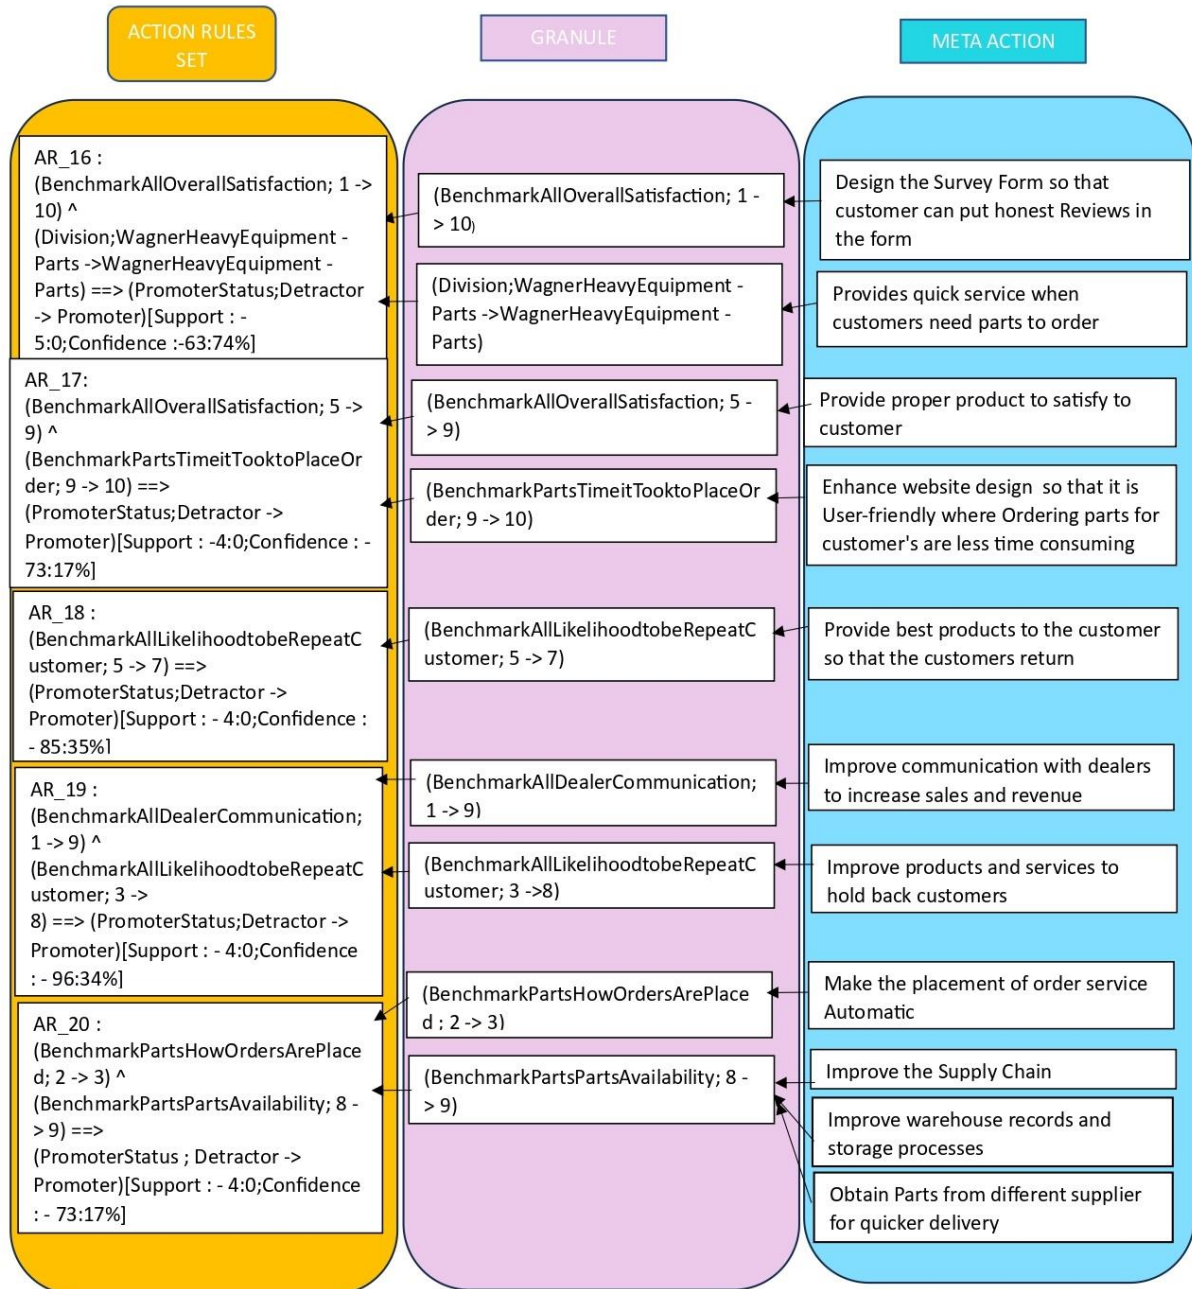 ACTION RULES
SET
GRANULE
META ACTION
AR_16 :
(BenchmarkAllOverallSatisfaction; 1 ->
10) ^
(Division;WagnerHeavyEquipment -
Parts ->WagnerHeavyEquipment -
Parts) ==> (PromoterStatus;Detractor
-> Promoter)[Support : -
5:0;Confidence :-63:74%]
AR_17:
(BenchmarkAllOverallSatisfaction; 5 ->
9) ^
(BenchmarkPartsTimeitTooktoPlaceOr
der; 9 -> 10) ==>
(PromoterStatus;Detractor ->
Promoter)[Support : -4:0;Confidence : -
73:17%]
AR_18 :
(BenchmarkAllLikelihoodtobeRepeatC
ustomer; 5 -> 7) ==>
(PromoterStatus;Detractor ->
Promoter)[Support : - 4:0;Confidence :
- 85:35%]
AR_19 :
(BenchmarkAllDealerCommunication;
1 -> 9) ^
(BenchmarkAllLikelihoodtobeRepeatC
ustomer; 3 ->
8) ==> (PromoterStatus;Detractor ->
Promoter)[Support : - 4:0;Confidence
: - 96:34%]
AR_20 :
(BenchmarkPartsHowOrdersArePlace
d; 2 -> 3) ^
(BenchmarkPartsPartsAvailability; 8 -
> 9) ==>
(PromoterStatus ; Detractor ->
Promoter)[Support : - 4:0;Confidence
: - 73:17%]
(BenchmarkAllOverallSatisfaction; 1 -
> 10)
(Division;WagnerHeavyEquipment -
Parts ->WagnerHeavyEquipment -
Parts)
(BenchmarkAllOverallSatisfaction; 5 -
> 9)
(BenchmarkPartsTimeitTooktoPlaceOr
der; 9 -> 10)
(BenchmarkAllLikelihoodtobeRepeatC
ustomer; 5 -> 7)
(BenchmarkAllDealerCommunication;
1 -> 9)
(BenchmarkAllLikelihoodtobeRepeatC
ustomer; 3 ->8)
(BenchmarkPartsHowOrdersArePlace
d ; 2 -> 3)
(BenchmarkPartsPartsAvailability; 8 -
> 9)
Design the Survey Form so that
customer can put honest Reviews in
the form
Provides quick service when
customers need parts to order
Provide proper product to satisfy to
customer
Enhance website design so that it is
User-friendly where Ordering parts for
customer's are less time consuming
Provide best products to the customer
so that the customers return
Improve communication with dealers
to increase sales and revenue
Improve products and services to
hold back customers
Make the placement of order service
Automatic
Improve the Supply Chain
Improve warehouse records and
storage processes
Obtain Parts from different supplier
for quicker delivery